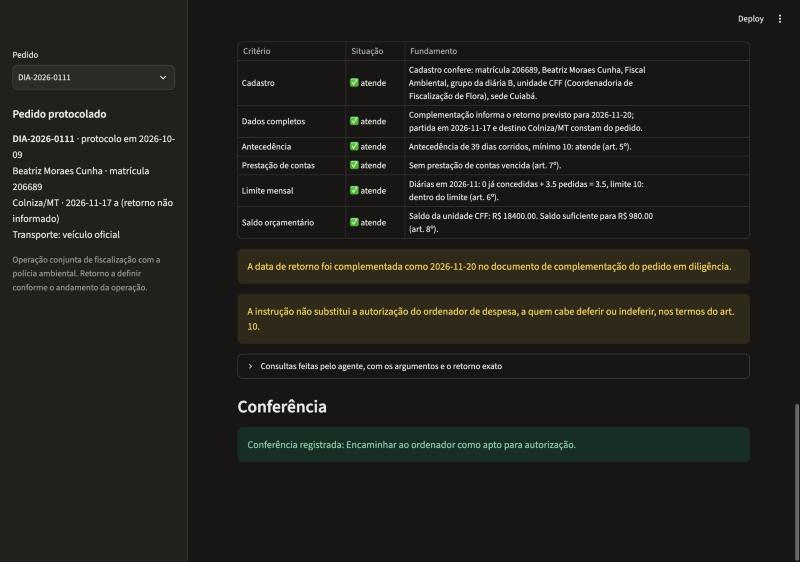 Deploy
Pedido
DIA-2026-0111
Pedido protocolado
DIA-2026-0111 · protocolo em 2026-10-
09
Beatriz Moraes Cunha · matrícula
206689
Colniza/MT · 2026-11-17 a (retorno não
informado)
Transporte: veículo oficial
Operação conjunta de fiscalização com a
polícia ambiental. Retorno a definir
conforme o andamento da operação.
Critério Situação Fundamento
Cadastro ✅ atende Cadastro confere: matrícula 206689, Beatriz Moraes Cunha, Fiscal
Ambiental, grupo da diária B, unidade CFF (Coordenadoria de
Fiscalização de Flora), sede Cuiabá.
Dados completos ✅ atende Complementação informa o retorno previsto para 2026-11-20;
partida em 2026-11-17 e destino Colniza/MT constam do pedido.
Antecedência ✅ atende Antecedência de 39 dias corridos, mínimo 10: atende (art. 5º).
Prestação de contas ✅ atende Sem prestação de contas vencida (art. 7º).
Limite mensal ✅ atende Diárias em 2026-11: 0 já concedidas + 3.5 pedidas = 3.5, limite 10:
dentro do limite (art. 6º).
Saldo orçamentário ✅ atende Saldo da unidade CFF: R$ 18400.00. Saldo suficiente para R$ 980.00
(art. 8º).
A data de retorno foi complementada como 2026-11-20 no documento de complementação do pedido em diligência.
A instrução não substitui a autorização do ordenador de despesa, a quem cabe deferir ou indeferir, nos termos do art.
10.
Consultas feitas pelo agente, com os argumentos e o retorno exato
Conferência
Conferência registrada: Encaminhar ao ordenador como apto para autorização.